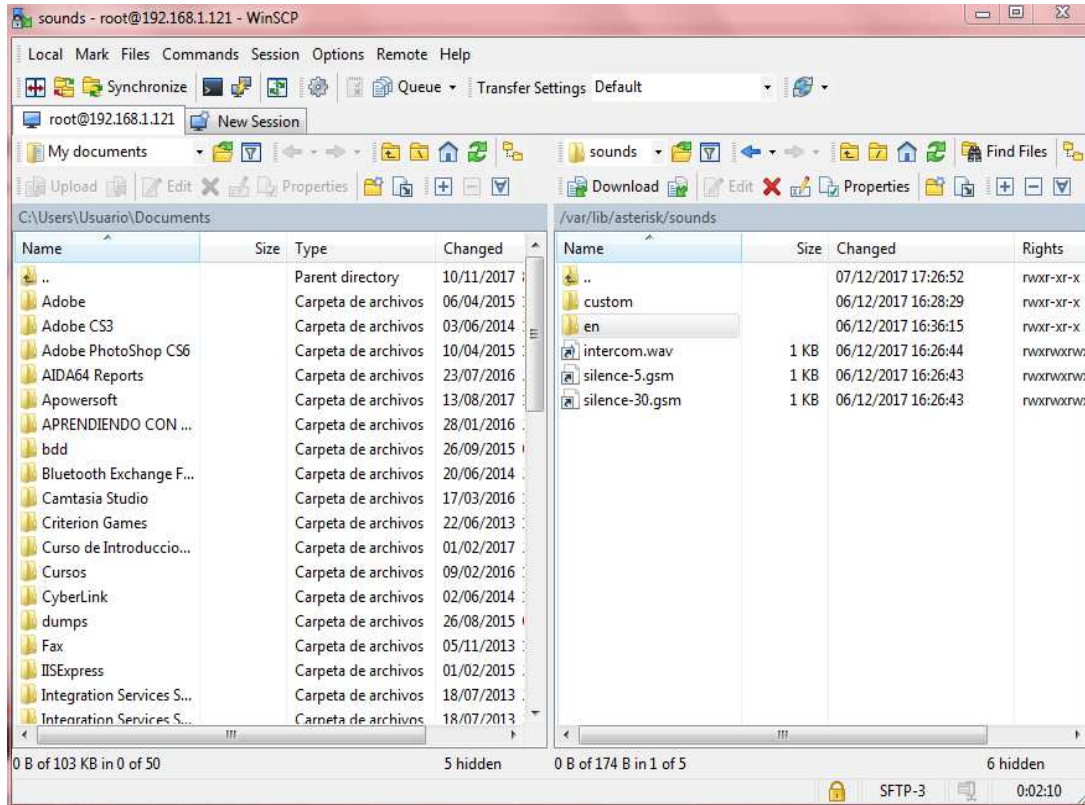 sounds - root@192.168.1.121 - WinSCP
Local Mark Files Commands Session Options Remote Help
Synchronize Queue Transfer Settings Default
root@192.168.1.121 New Session
My documents sounds Find Files
Upload Edit Properties Download Edit Properties
C:\Users\Usuario\Documents /var/lib/asterisk/sounds
Name Size Type Changed Name Size Changed Rights
.. Parent directory 10/11/2017 .. 07/12/2017 17:26:52 rwxr-xr-x
Adobe Carpeta de archivos 06/04/2015 custom 06/12/2017 16:28:29 rwxr-xr-x
Adobe CS3 Carpeta de archivos 03/06/2014 en 06/12/2017 16:36:15 rwxr-xr-x
Adobe PhotoShop CS6 Carpeta de archivos 10/04/2015 intercom.wav 1 KB 06/12/2017 16:26:44 rwxrwxrw
AIDA64 Reports Carpeta de archivos 23/07/2016 silence-5.gsm 1 KB 06/12/2017 16:26:43 rwxrwxrw
Apowersoft Carpeta de archivos 13/08/2017 silence-30.gsm 1 KB 06/12/2017 16:26:43 rwxrwxrw
APRENDIENDO CON ... Carpeta de archivos 28/01/2016
bdd Carpeta de archivos 26/09/2015
Bluetooth Exchange F... Carpeta de archivos 20/06/2014
Camtasia Studio Carpeta de archivos 17/03/2016
Criterion Games Carpeta de archivos 22/06/2013
Curso de Introduccio... Carpeta de archivos 01/02/2017
Cursos Carpeta de archivos 09/02/2016
CyberLink Carpeta de archivos 02/06/2014
dumps Carpeta de archivos 26/08/2015
Fax Carpeta de archivos 05/11/2013
IISExpress Carpeta de archivos 01/02/2015
Integration Services S... Carpeta de archivos 18/07/2013
Integration Services S... Carpeta de archivos 18/07/2013
0 B of 103 KB in 0 of 50 5 hidden 0 B of 174 B in 1 of 5 6 hidden
SFTP-3 0:02:10